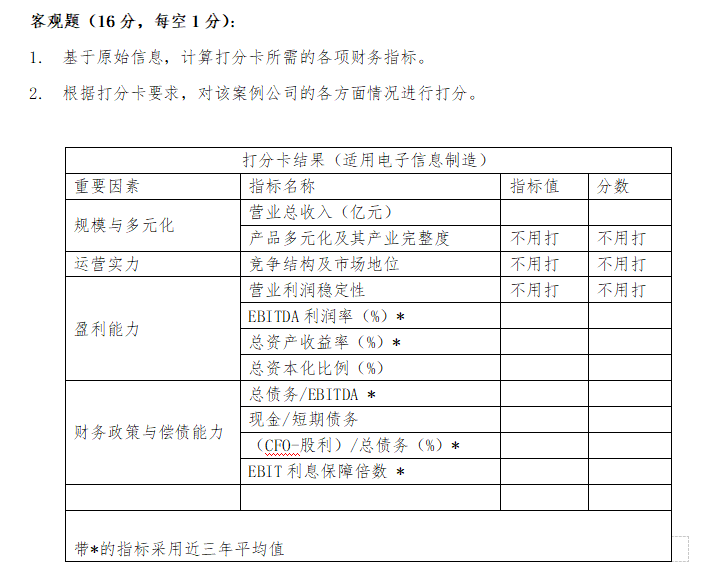 客观题（16 分，每空 1 分）：
1. 基于原始信息，计算打分卡所需的各项财务指标。
2. 根据打分卡要求，对该案例公司的各方面情况进行打分。
打分卡结果（适用电子信息制造）
重要因素 指标名称 指标值 分数
规模与多元化 营业总收入（亿元）
产品多元化及其产业完整度 不用打 不用打
运营实力 竞争结构及市场地位 不用打 不用打
盈利能力 营业利润稳定性 不用打 不用打
EBITDA 利润率（%）*
总资产收益率（%）*
总资本化比例（%）
财务政策与偿债能力 总债务/EBITDA *
现金/短期债务
（CFO-股利）/总债务（%）*
EBIT 利息保障倍数 *
带*的指标采用近三年平均值